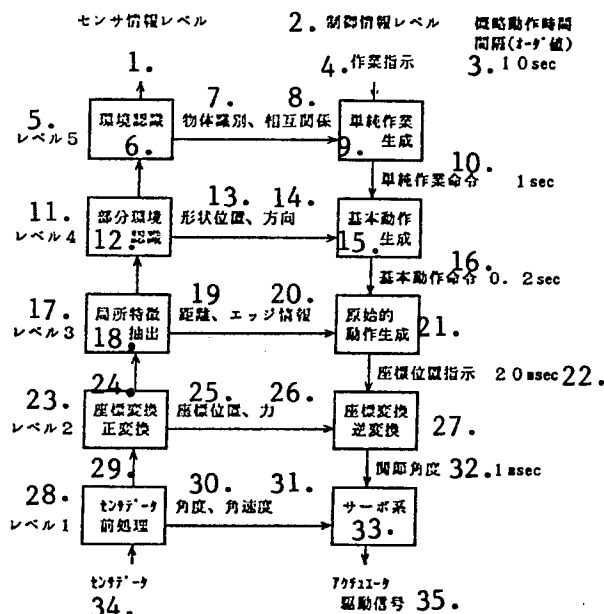 センサ情報レベル
2. 制御情報レベル
概略動作時間
間隔(オーダ値)
1.
4. 作業指示
3. 10sec
5.
レベル5
環境認識
6.
7. 8.
物体識別、相互関係
単純作業
9. 生成
10.
単純作業命令 1sec
11.
レベル4
部分環境
12. 認識
13. 14.
形状位置、方向
基本動作
15. 生成
16.
基本動作命令 0.2sec
17.
レベル3
局所特徴
18. 抽出
19 20.
距離、エッジ情報
原始的
動作生成
21.
座標位置指示 20msec 22.
23.
レベル2
24.
座標変換
正変換
25. 26.
座標位置、力
座標変換
逆変換
27.
28.
レベル1
29.
センサデータ
前処理
30. 31.
角度、角速度
関節角度 32. 1msec
サーボ系
33.
センサデータ
34.
アクチュエータ
駆動信号 35.